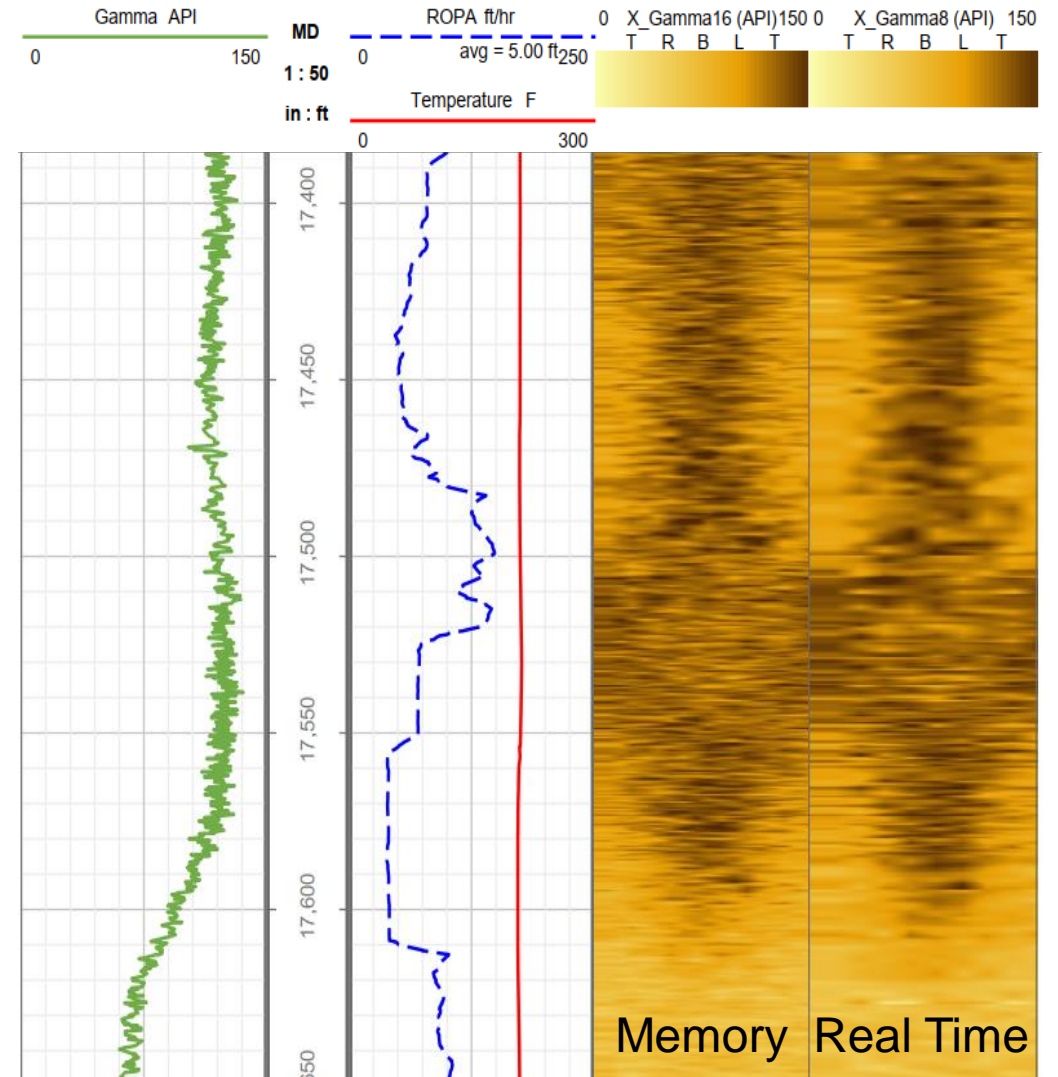 Gamma API
0 150
MD
1 : 50
in : ft
ROPA ft/hr
avg = 5.00 ft
0 250
Temperature F
0 300
0 X_Gamma16 (API) 150
T R B L T
0 X_Gamma8 (API) 150
T R B L T
17,400
17,450
17,500
17,550
17,600
50
Memory
Real Time